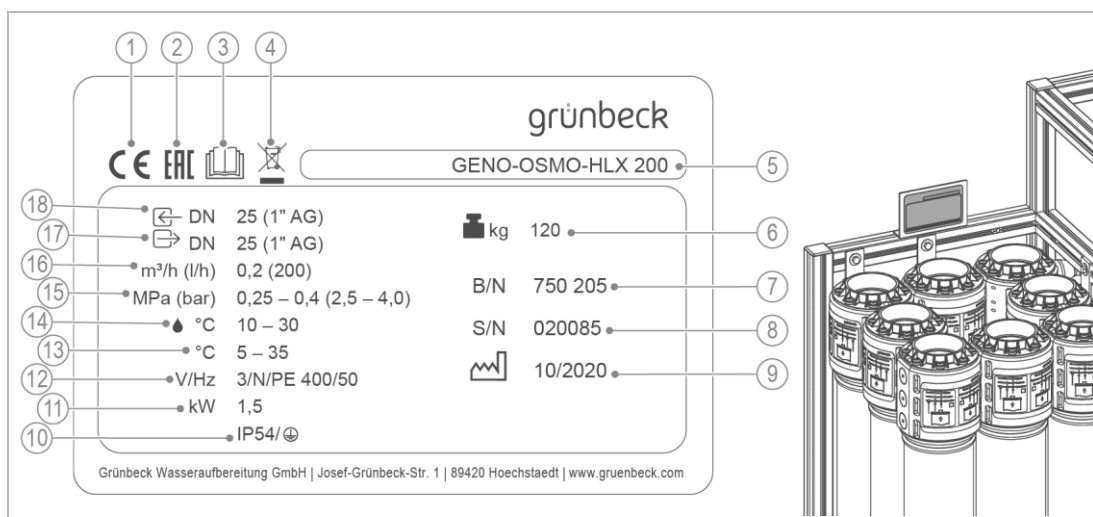 1 2 3 4
grünbeck
CE EAC
GENO-OSMO-HLX 200 5
18 DN 25 (1" AG)
17 DN 25 (1" AG)
16 m³/h (l/h) 0,2 (200)
15 MPa (bar) 0,25 – 0,4 (2,5 – 4,0)
14 °C 10 – 30
13 °C 5 – 35
12 V/Hz 3/N/PE 400/50
11 kW 1,5
10 IP54/
kg 120 6
B/N 750 205 7
S/N 020085 8
10/2020 9
Grünbeck Wasseraufbereitung GmbH | Josef-Grünbeck-Str. 1 | 89420 Hoechstaedt | www.gruenbeck.com